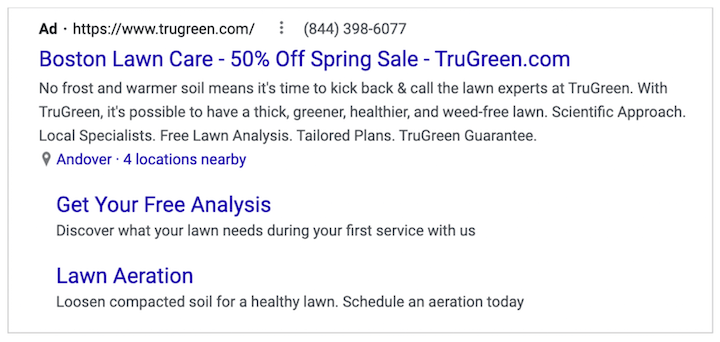 Ad · https://www.trugreen.com/ ⋮ (844) 398-6077
Boston Lawn Care - 50% Off Spring Sale - TruGreen.com
No frost and warmer soil means it's time to kick back & call the lawn experts at TruGreen. With
TruGreen, it's possible to have a thick, greener, healthier, and weed-free lawn. Scientific Approach.
Local Specialists. Free Lawn Analysis. Tailored Plans. TruGreen Guarantee.
Andover · 4 locations nearby
Get Your Free Analysis
Discover what your lawn needs during your first service with us
Lawn Aeration
Loosen compacted soil for a healthy lawn. Schedule an aeration today